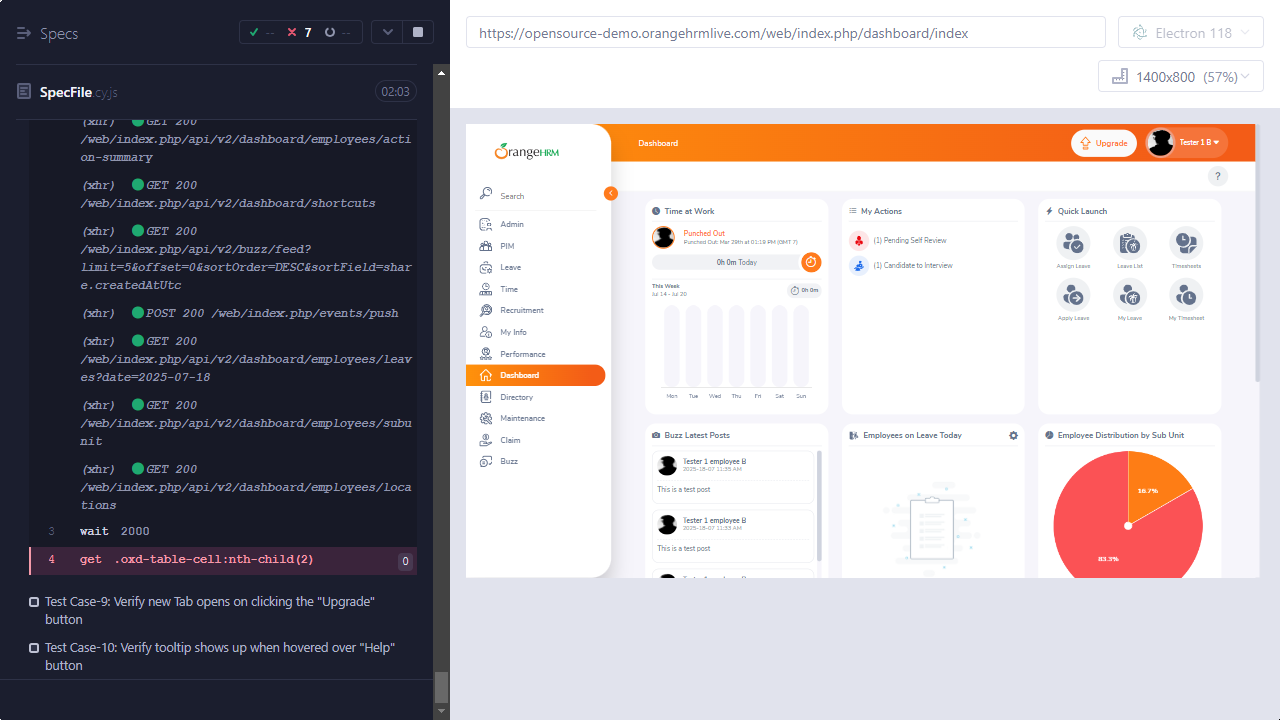 Specs
-- 7 --
SpecFile.cy.js
02:03
(xhr) GET 200
/web/index.php/api/v2/dashboard/employees/acti
on-summary
(xhr) GET 200
/web/index.php/api/v2/dashboard/shortcuts
(xhr) GET 200
/web/index.php/api/v2/buzz/feed?
limit=5&offset=0&sortOrder=DESC&sortField=shar
e.createdAtUtc
(xhr) POST 200 /web/index.php/events/push
(xhr) GET 200
/web/index.php/api/v2/dashboard/employees/leav
es?date=2025-07-18
(xhr) GET 200
/web/index.php/api/v2/dashboard/employees/subu
nit
(xhr) GET 200
/web/index.php/api/v2/dashboard/employees/loca
tions
3 wait 2000
4 get .oxd-table-cell:nth-child(2) 0
Test Case-9: Verify new Tab opens on clicking the "Upgrade"
button
Test Case-10: Verify tooltip shows up when hovered over "Help"
button
https://opensource-demo.orangehrmlive.com/web/index.php/dashboard/index
Electron 118
1400x800 (57%)
OrangeHRM
Dashboard
Upgrade
Tester 1 B
?
Search
Admin
PIM
Leave
Time
Recruitment
My Info
Performance
Dashboard
Directory
Maintenance
Claim
Buzz
Time at Work
Punched Out
Punched Out: Mar 29th at 01:19 PM (GMT 7)
0h 0m Today
This Week
Jul 14 - Jul 20
0h 0m
Mon Tue Wed Thu Fri Sat Sun
My Actions
(1) Pending Self Review
(1) Candidate to Interview
Quick Launch
Assign Leave Leave List Timesheets
Apply Leave My Leave My Timesheet
Buzz Latest Posts
Tester 1 employee B
2025-18-07 11:35 AM
This is a test post
Tester 1 employee B
2025-18-07 11:33 AM
This is a test post
Employees on Leave Today
Employee Distribution by Sub Unit
16.7%
83.3%